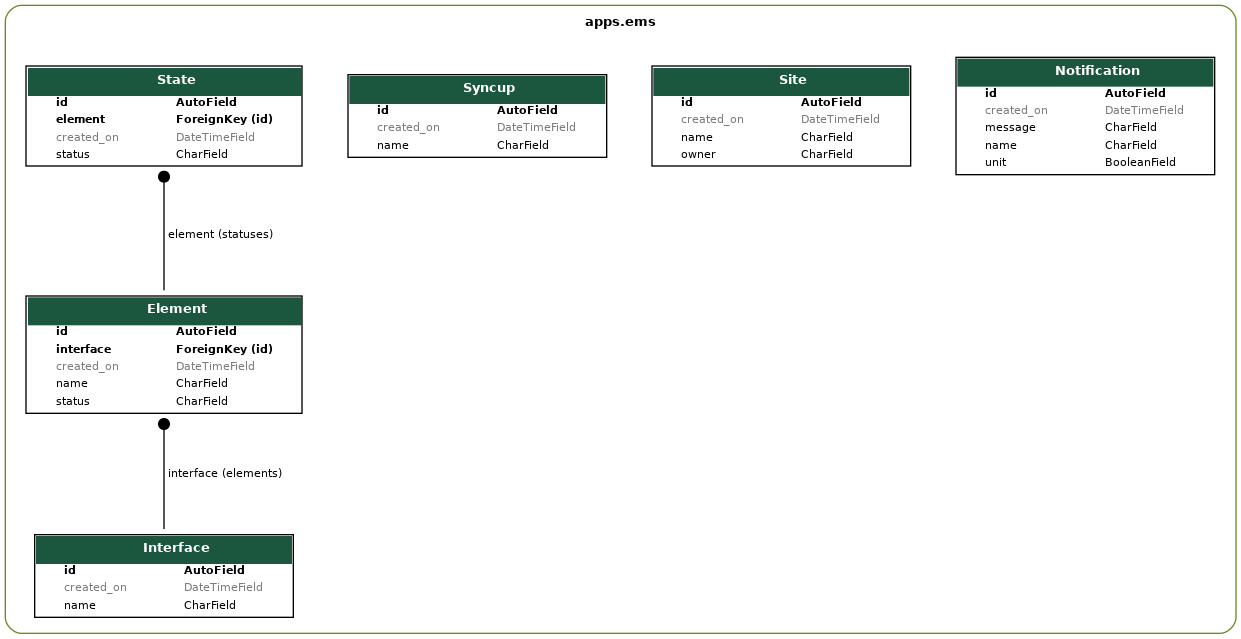 apps.ems
State
id AutoField
element ForeignKey (id)
created_on DateTimeField
status CharField
Syncup
id AutoField
created_on DateTimeField
name CharField
Site
id AutoField
created_on DateTimeField
name CharField
owner CharField
Notification
id AutoField
created_on DateTimeField
message CharField
name CharField
unit BooleanField
element (statuses)
Element
id AutoField
interface ForeignKey (id)
created_on DateTimeField
name CharField
status CharField
interface (elements)
Interface
id AutoField
created_on DateTimeField
name CharField